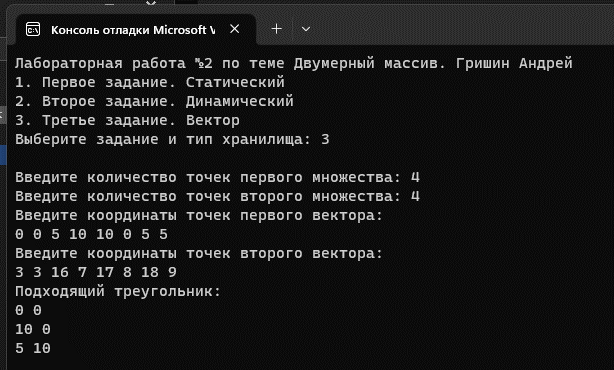 Консоль отладки Microsoft V
Лабораторная работа №2 по теме Двумерный массив. Гришин Андрей
1. Первое задание. Статический
2. Второе задание. Динамический
3. Третье задание. Вектор
Выберите задание и тип хранилища: 3
Введите количество точек первого множества: 4
Введите количество точек второго множества: 4
Введите координаты точек первого вектора:
0 0 5 10 10 0 5 5
Введите координаты точек второго вектора:
3 3 16 7 17 8 18 9
Подходящий треугольник:
0 0
10 0
5 10